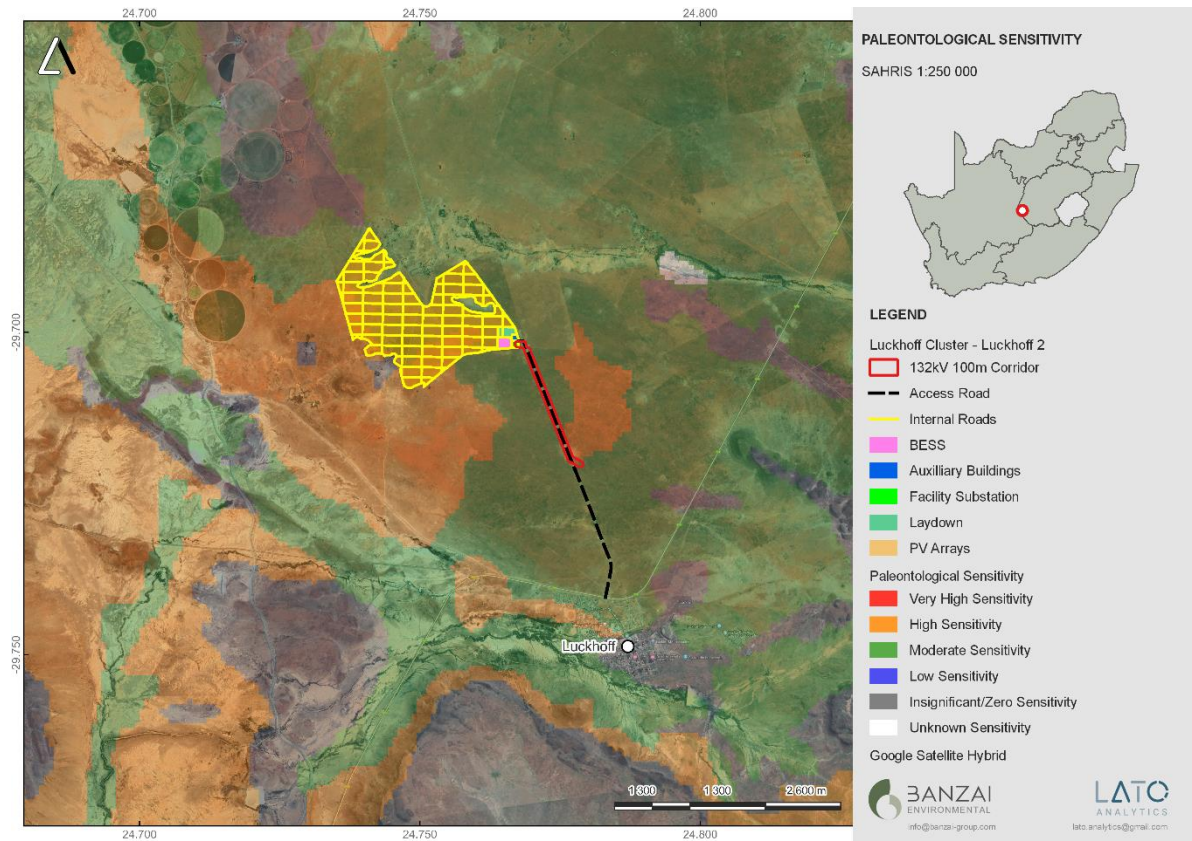 24.700
24.750
24.800
-29.700
-29.750
Luckhoff
1 300
1 300
2 600 m
24.700
24.750
24.800
PALEONTOLOGICAL SENSITIVITY
SAHRIS 1:250 000
LEGEND
Luckhoff Cluster - Luckhoff 2
132kV 100m Corridor
Access Road
Internal Roads
BESS
Auxilliary Buildings
Facility Substation
Laydown
PV Arrays
Paleontological Sensitivity
Very High Sensitivity
High Sensitivity
Moderate Sensitivity
Low Sensitivity
Insignificant/Zero Sensitivity
Unknown Sensitivity
Google Satellite Hybrid
BANZAI
ENVIRONMENTAL
info@banzai-group.com
LATO
ANALYTICS
lato.analytics@gmail.com